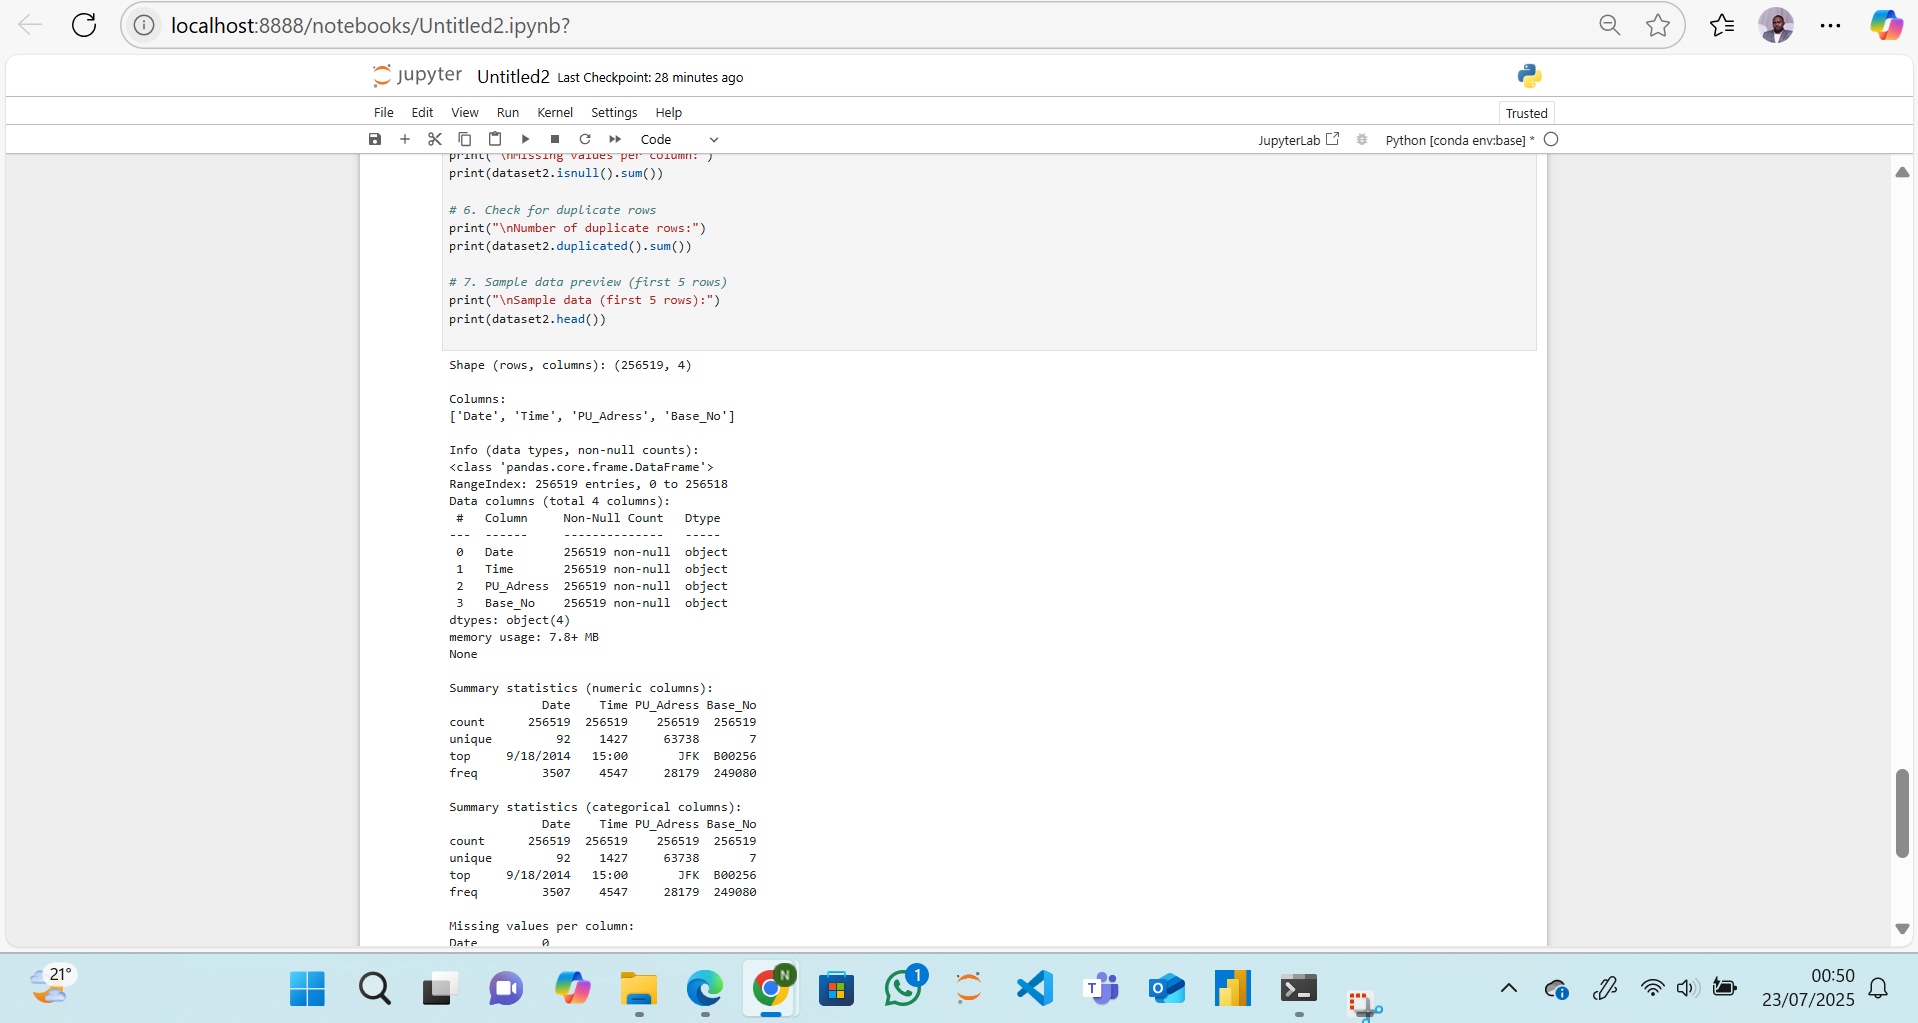 localhost:8888/notebooks/Untitled2.ipynb?
jupyter Untitled2 Last Checkpoint: 28 minutes ago
File Edit View Run Kernel Settings Help
Trusted
Code
JupyterLab
Python [conda env:base] *
print("\nMissing values per column:")
print(dataset2.isnull().sum())
# 6. Check for duplicate rows
print("\nNumber of duplicate rows:")
print(dataset2.duplicated().sum())
# 7. Sample data preview (first 5 rows)
print("\nSample data (first 5 rows):")
print(dataset2.head())
Shape (rows, columns): (256519, 4)
Columns:
['Date', 'Time', 'PU_Adress', 'Base_No']
Info (data types, non-null counts):
<class 'pandas.core.frame.DataFrame'>
RangeIndex: 256519 entries, 0 to 256518
Data columns (total 4 columns):
# Column Non-Null Count Dtype
--- ------ -------------- -----
0 Date 256519 non-null object
1 Time 256519 non-null object
2 PU_Adress 256519 non-null object
3 Base_No 256519 non-null object
dtypes: object(4)
memory usage: 7.8+ MB
None
Summary statistics (numeric columns):
Date Time PU_Adress Base_No
count 256519 256519 256519 256519
unique 92 1427 63738 7
top 9/18/2014 15:00 JFK B00256
freq 3507 4547 28179 249080
Summary statistics (categorical columns):
Date Time PU_Adress Base_No
count 256519 256519 256519 256519
unique 92 1427 63738 7
top 9/18/2014 15:00 JFK B00256
freq 3507 4547 28179 249080
Missing values per column:
Date 0
21°
N
1
00:50
23/07/2025